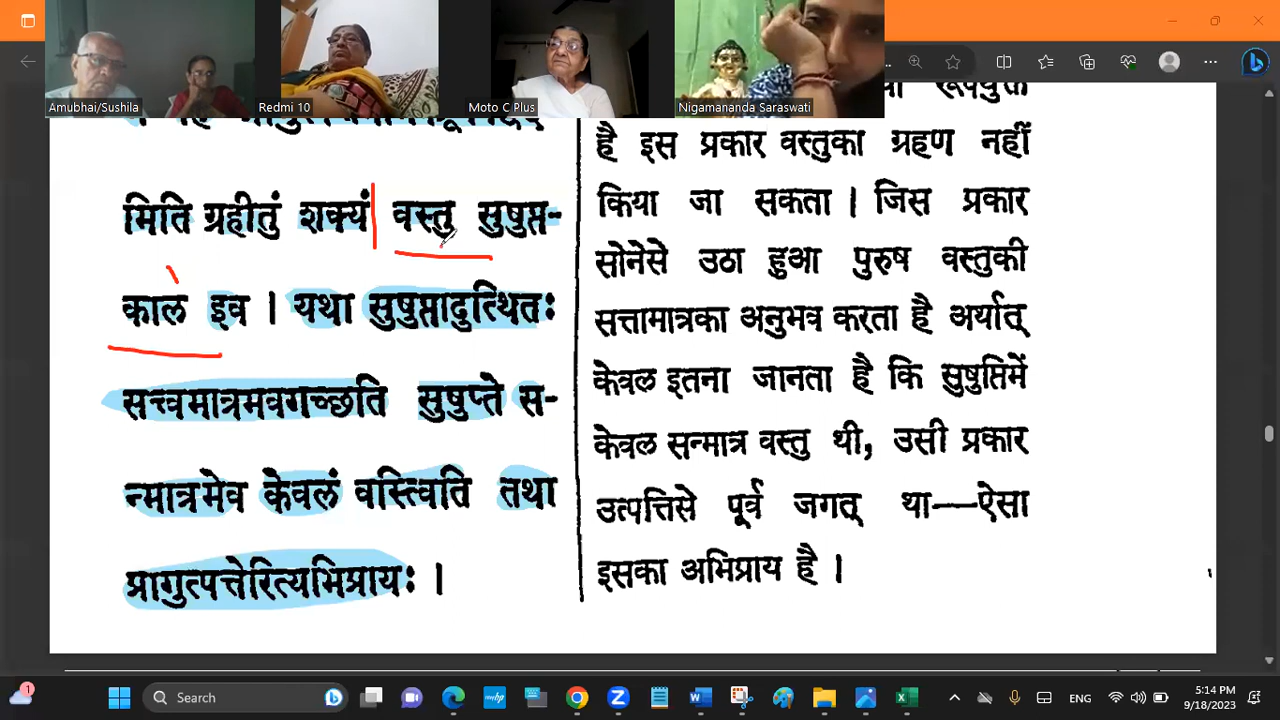 Amubhai/Sushila
Redmi 10
Moto C Plus
Nigamananda Saraswati
मिति ग्रहीतुं शक्यं वस्तु सुषुप्त-
काल इव । यथा सुषुप्तादुत्थितः
सत्त्वमात्रमवगच्छति सुषुप्ते स-
न्मात्रमेव केवलं वस्त्विति तथा
प्रागुत्पत्तेरित्यभिप्रायः ।
है इस प्रकार वस्तुका ग्रहण नहीं
किया जा सकता । जिस प्रकार
सोनेसे उठा हुआ पुरुष वस्तुकी
सत्तामात्रका अनुभव करता है अर्थात्
केवल इतना जानता है कि सुषुप्तिमें
केवल सन्मात्र वस्तु थी, उसी प्रकार
उत्पत्तिसे पूर्व जगत् था—ऐसा
इसका अभिप्राय है ।
1
Search
ENG
5:14 PM
9/18/2023